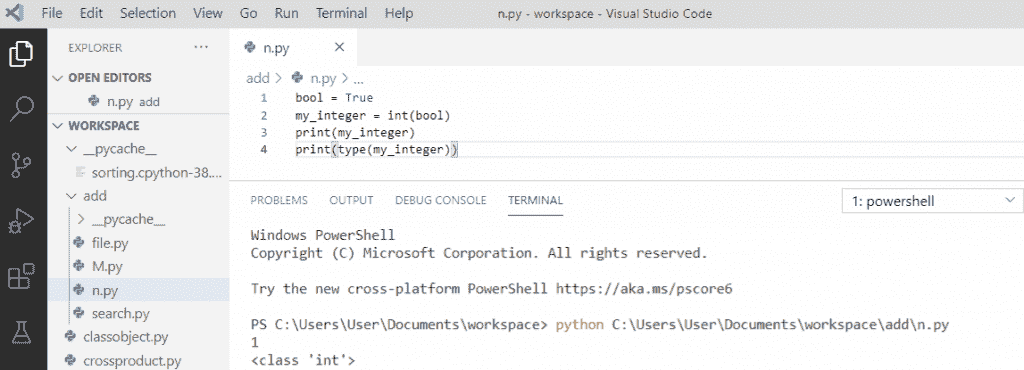 File Edit Selection View Go Run Terminal Help n.py - workspace - Visual Studio Code
EXPLORER ...
OPEN EDITORS
n.py add
WORKSPACE
__pycache__
sorting.cpython-38....
add
__pycache__
file.py
M.py
n.py
search.py
classobject.py
crossproduct.py
n.py ×
add > n.py > ...
1 bool = True
2 my_integer = int(bool)
3 print(my_integer)
4 print(type(my_integer))
PROBLEMS OUTPUT DEBUG CONSOLE TERMINAL 1: powershell
Windows PowerShell
Copyright (C) Microsoft Corporation. All rights reserved.
Try the new cross-platform PowerShell https://aka.ms/pscore6
PS C:\Users\User\Documents\workspace> python C:\Users\User\Documents\workspace\add\n.py
1
<class 'int'>